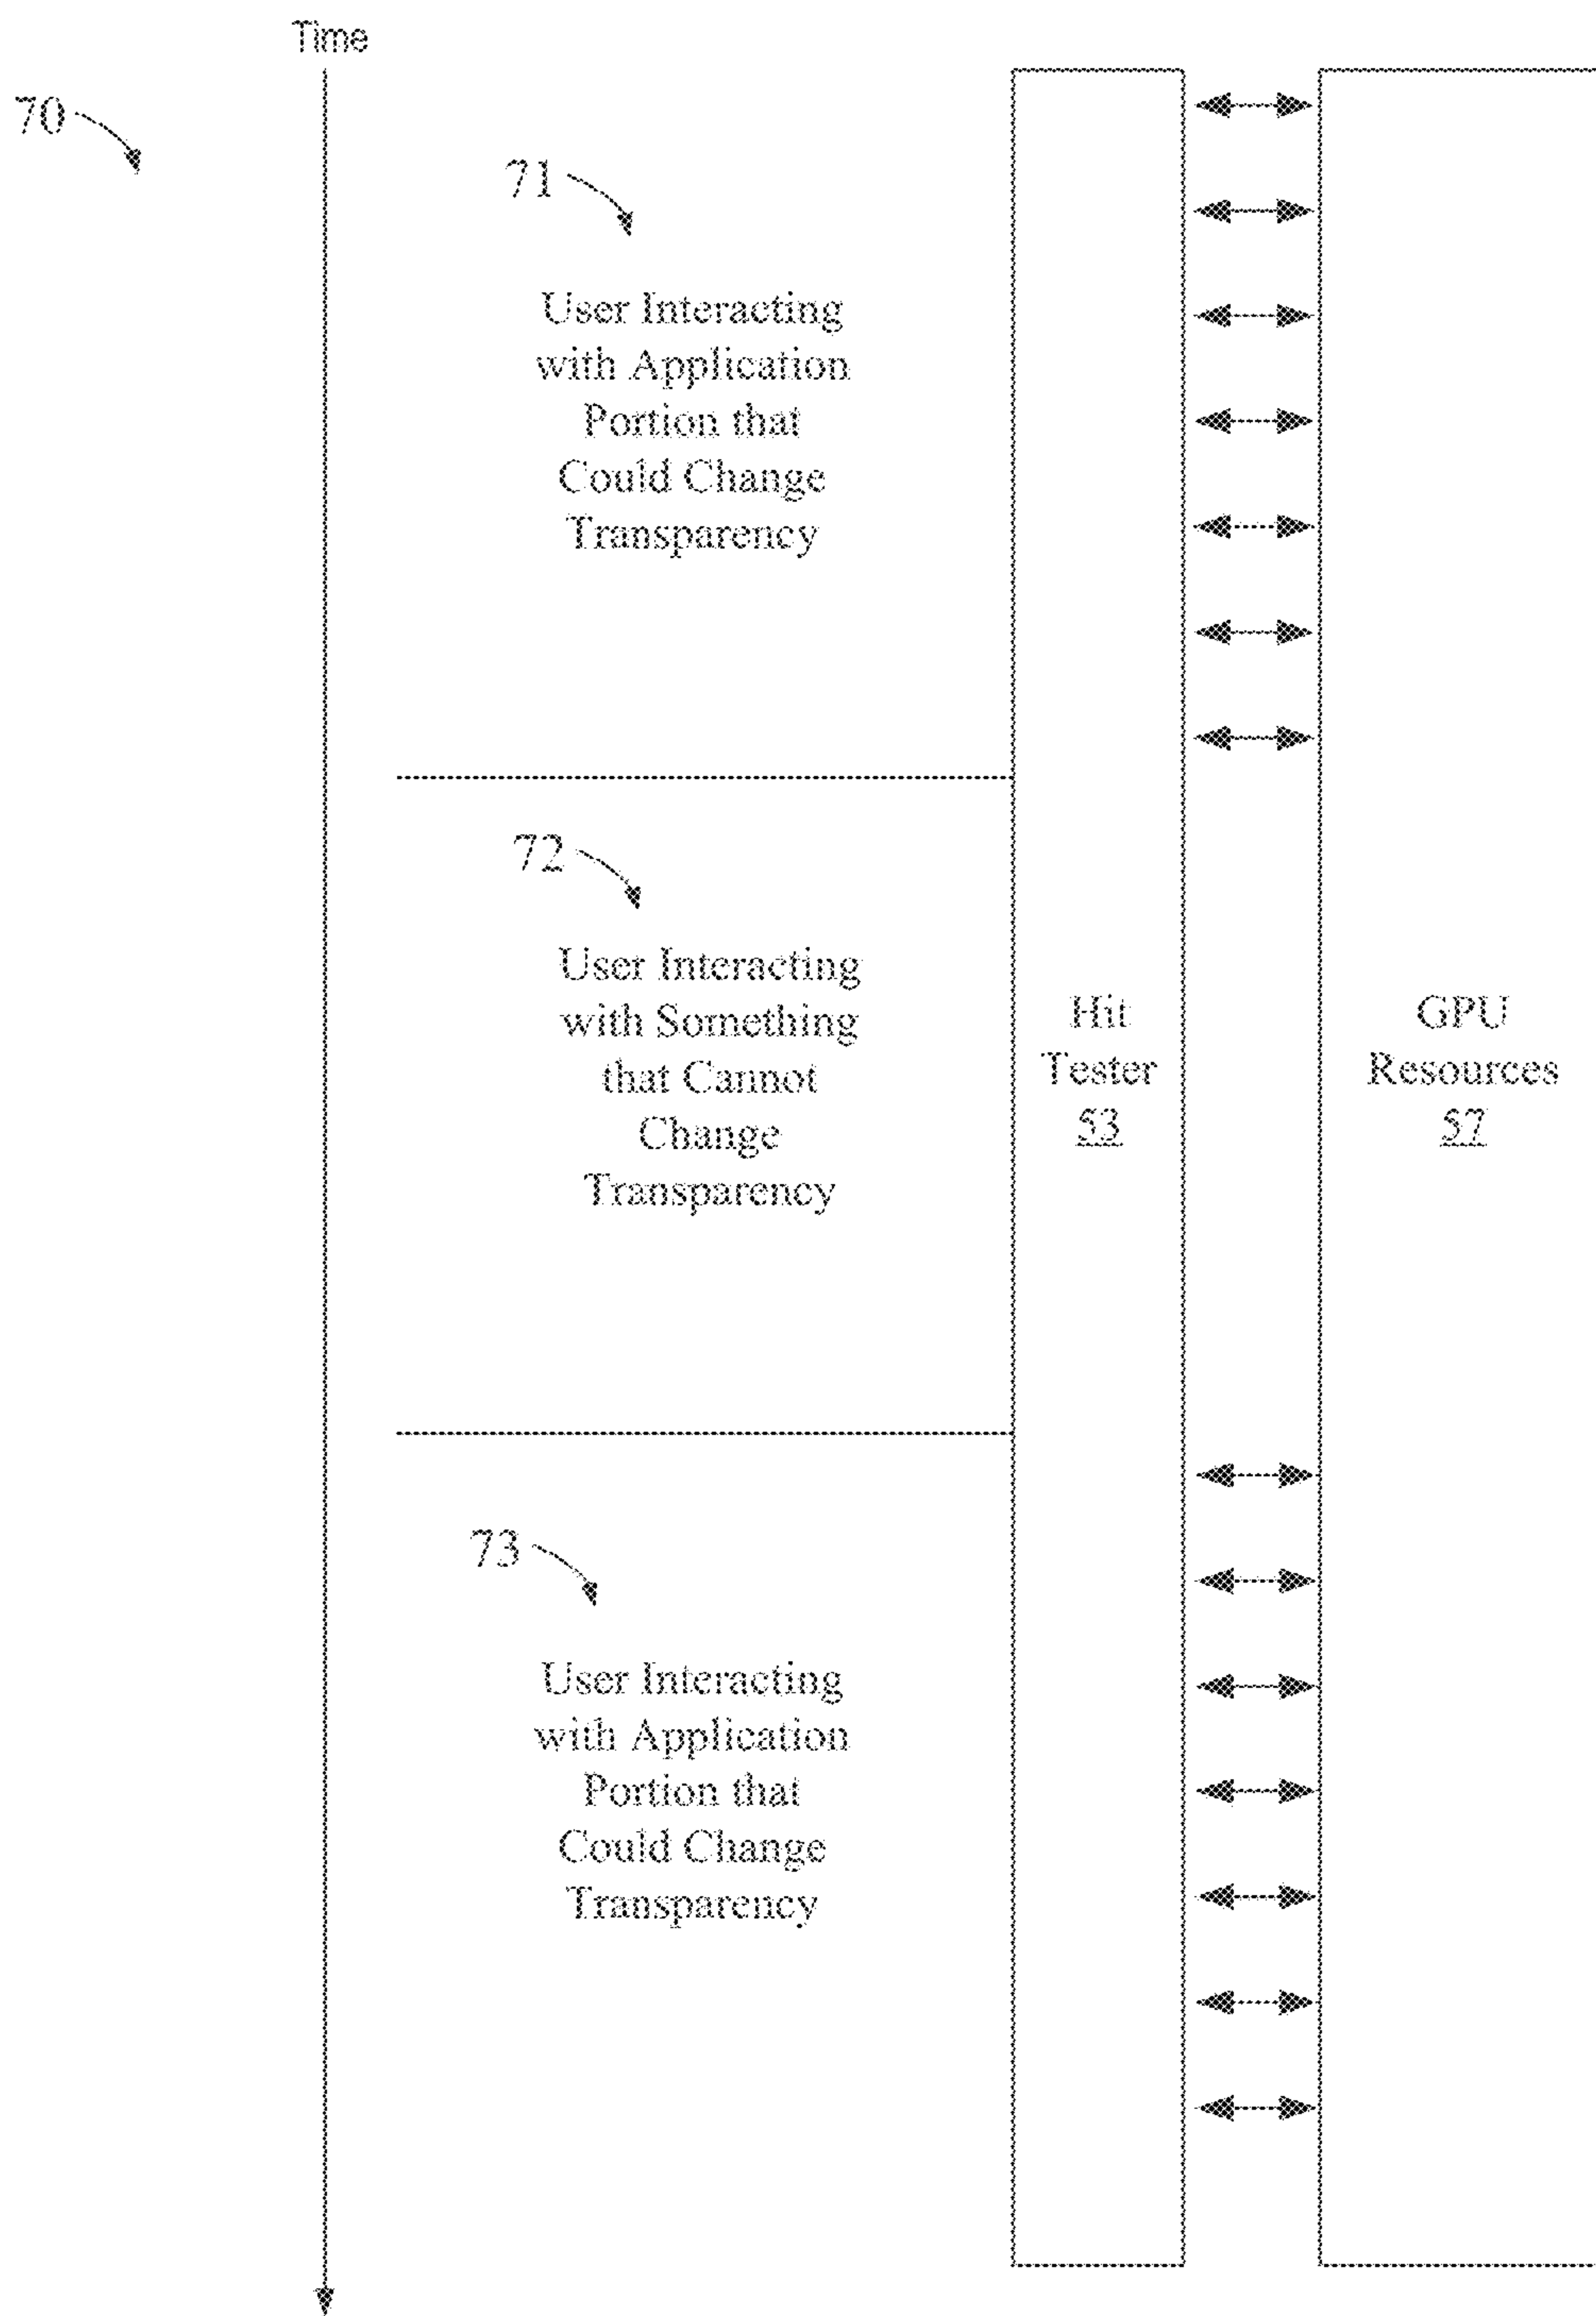 Time
70
71
User Interacting
with Application
Portion that
Could Change
Transparency
72
User Interacting
with Something
that Cannot
Change
Transparency
Hit
Tester
53
GPU
Resources
57
73
User Interacting
with Application
Portion that
Could Change
Transparency